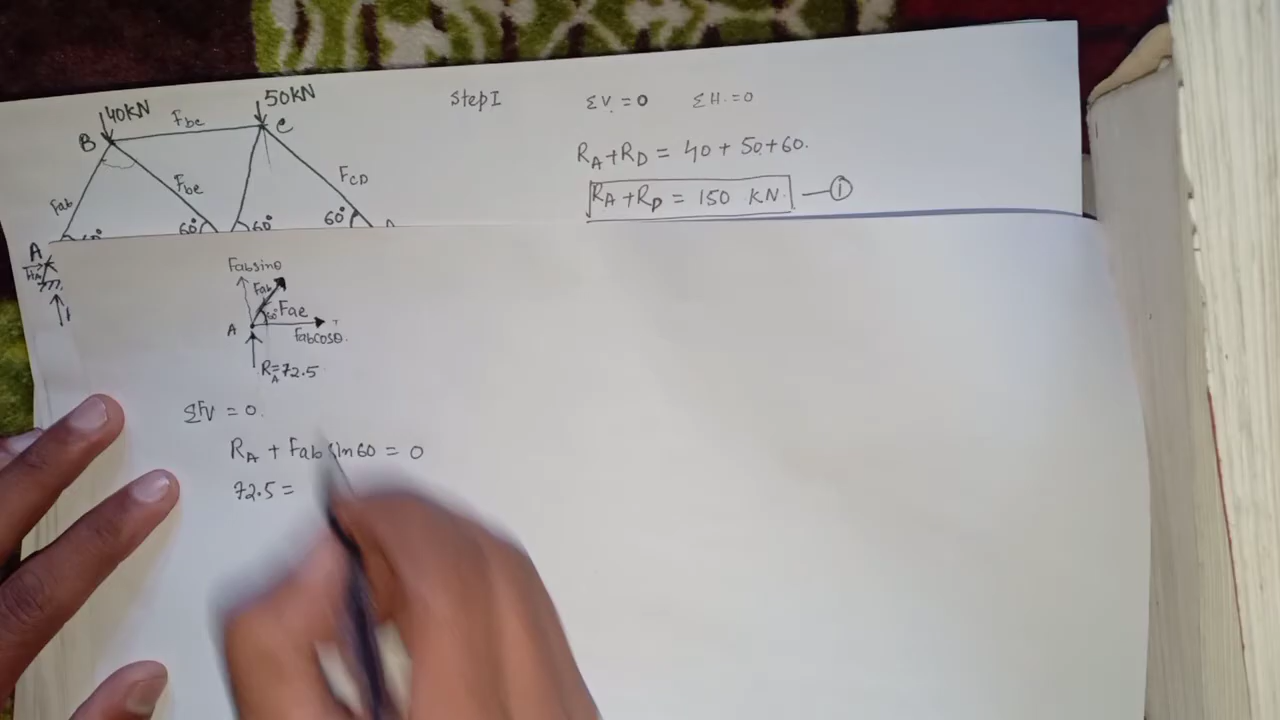 40KN
50KN
Step I
ΣV = 0
ΣH = 0
B
Fbc
C
RA+RD = 40 + 50 + 60.
Fab
Fbe
FCD
RA+RD = 150 KN. —①
60°
60°
60°
A
HA
Fabsinθ
Fab
60°
Fae
A
fabcosθ.
RA=72.5
ΣFV = 0.
RA + Fab sin60 = 0
72.5 =